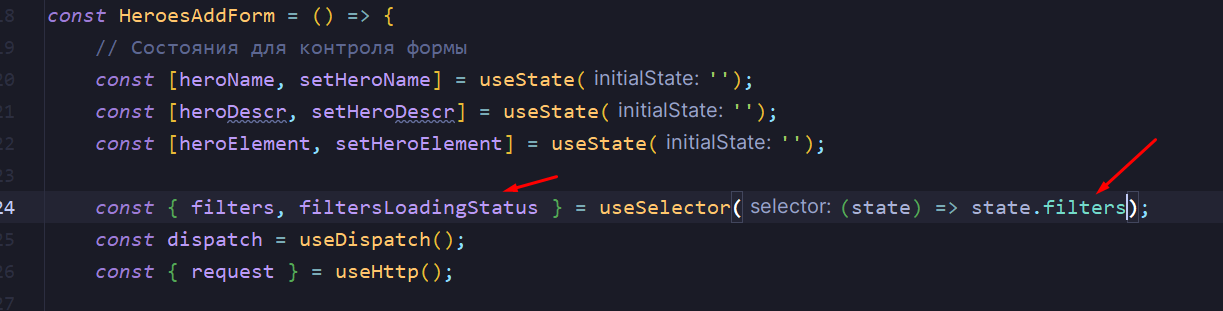 18 const HeroesAddForm = () => {
19 // Состояния для контроля формы
20 const [heroName, setHeroName] = useState( initialState: '');
21 const [heroDescr, setHeroDescr] = useState( initialState: '');
22 const [heroElement, setHeroElement] = useState( initialState: '');
23
24 const { filters, filtersLoadingStatus } = useSelector( selector: (state) => state.filters);
25 const dispatch = useDispatch();
26 const { request } = useHttp();
27